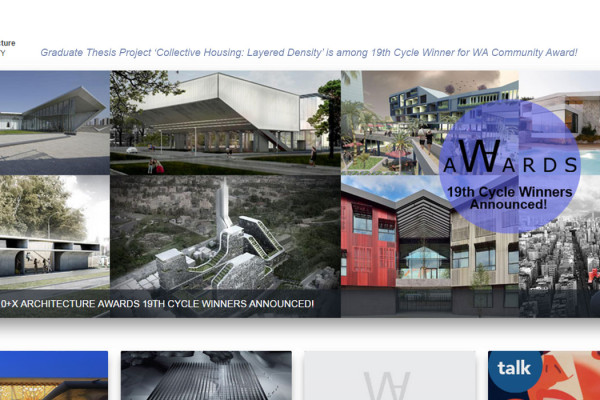 ture
Y
Graduate Thesis Project ‘Collective Housing: Layered Density’ is among 19th Cycle Winner for WA Community Award!
AWARDS
19th Cycle Winners
Announced!
0+X ARCHITECTURE AWARDS 19TH CYCLE WINNERS ANNOUNCED!
WA
talk